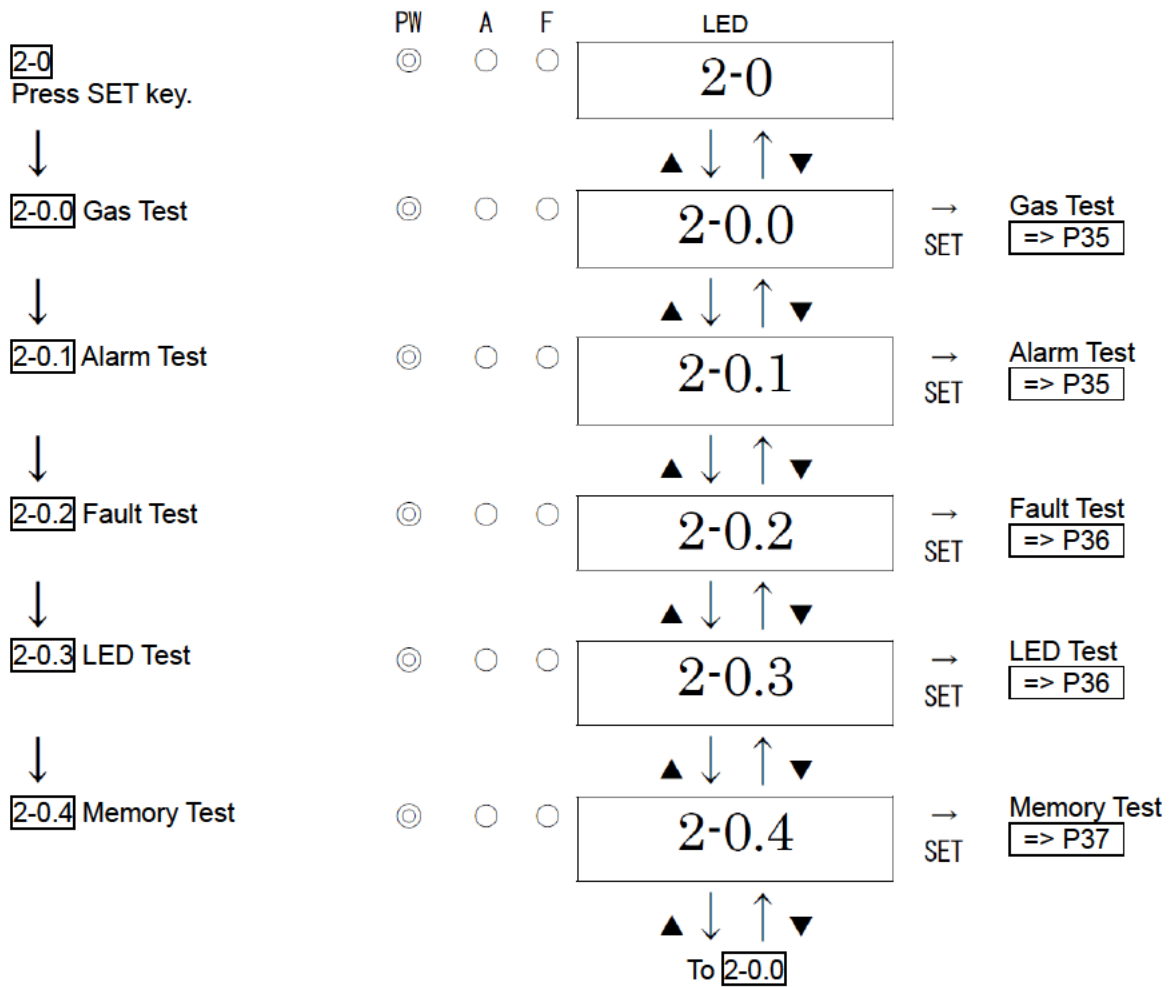 PW A F LED
2-0 2-0
Press SET key.
↓ ▲ ↓ ↑ ▼
2-0.0 Gas Test 2-0.0 → Gas Test
SET => P35
↓ ▲ ↓ ↑ ▼
2-0.1 Alarm Test 2-0.1 → Alarm Test
SET => P35
↓ ▲ ↓ ↑ ▼
2-0.2 Fault Test 2-0.2 → Fault Test
SET => P36
↓ ▲ ↓ ↑ ▼
2-0.3 LED Test 2-0.3 → LED Test
SET => P36
↓ ▲ ↓ ↑ ▼
2-0.4 Memory Test 2-0.4 → Memory Test
SET => P37
▲ ↓ ↑ ▼
To 2-0.0